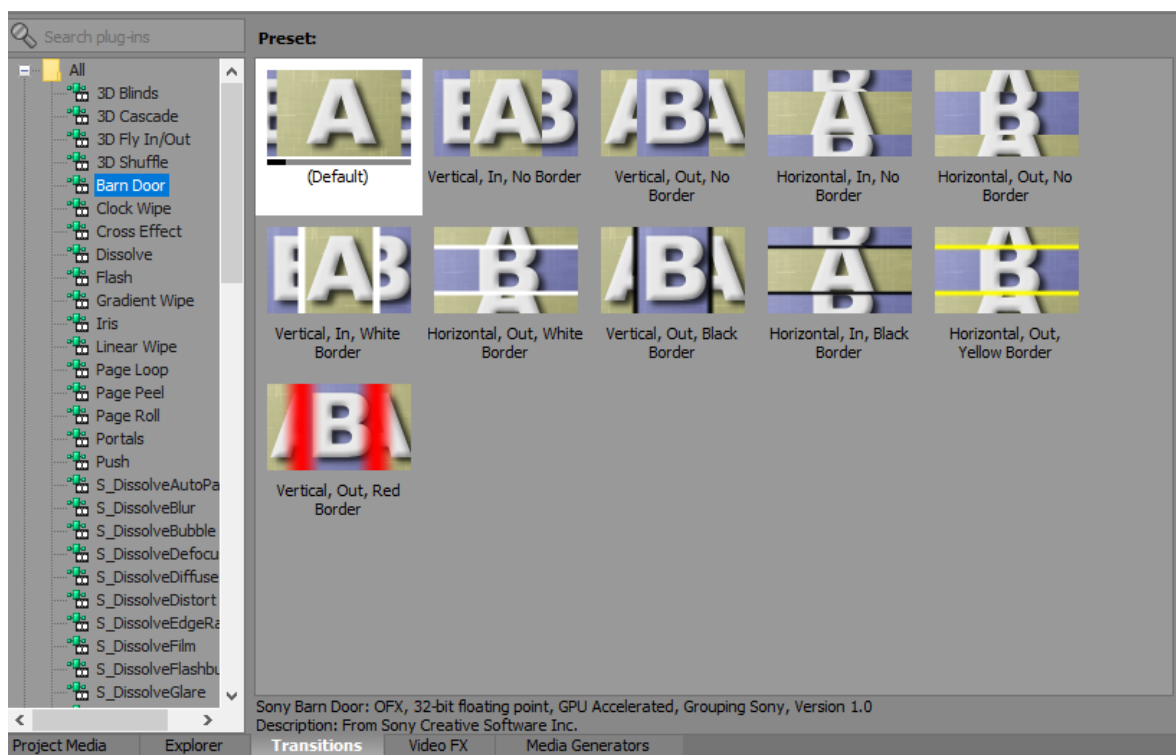 Search plug-ins
Preset:
All
3D Blinds
3D Cascade
3D Fly In/Out
3D Shuffle
Barn Door
Clock Wipe
Cross Effect
Dissolve
Flash
Gradient Wipe
Iris
Linear Wipe
Page Loop
Page Peel
Page Roll
Portals
Push
S_DissolveAutoPa
S_DissolveBlur
S_DissolveBubble
S_DissolveDefocu
S_DissolveDiffuse
S_DissolveDistort
S_DissolveEdgeRa
S_DissolveFilm
S_DissolveFlashbu
S_DissolveGlare
A
BAB
ABA
B
A
B
A
B
A
(Default)
Vertical, In, No Border
Vertical, Out, No
Border
Horizontal, In, No
Border
Horizontal, Out, No
Border
BAB
A
B
A
ABA
B
A
B
A
B
A
Vertical, In, White
Border
Horizontal, Out, White
Border
Vertical, Out, Black
Border
Horizontal, In, Black
Border
Horizontal, Out,
Yellow Border
ABA
Vertical, Out, Red
Border
Sony Barn Door: OFX, 32-bit floating point, GPU Accelerated, Grouping Sony, Version 1.0
Description: From Sony Creative Software Inc.
Project Media
Explorer
Transitions
Video FX
Media Generators